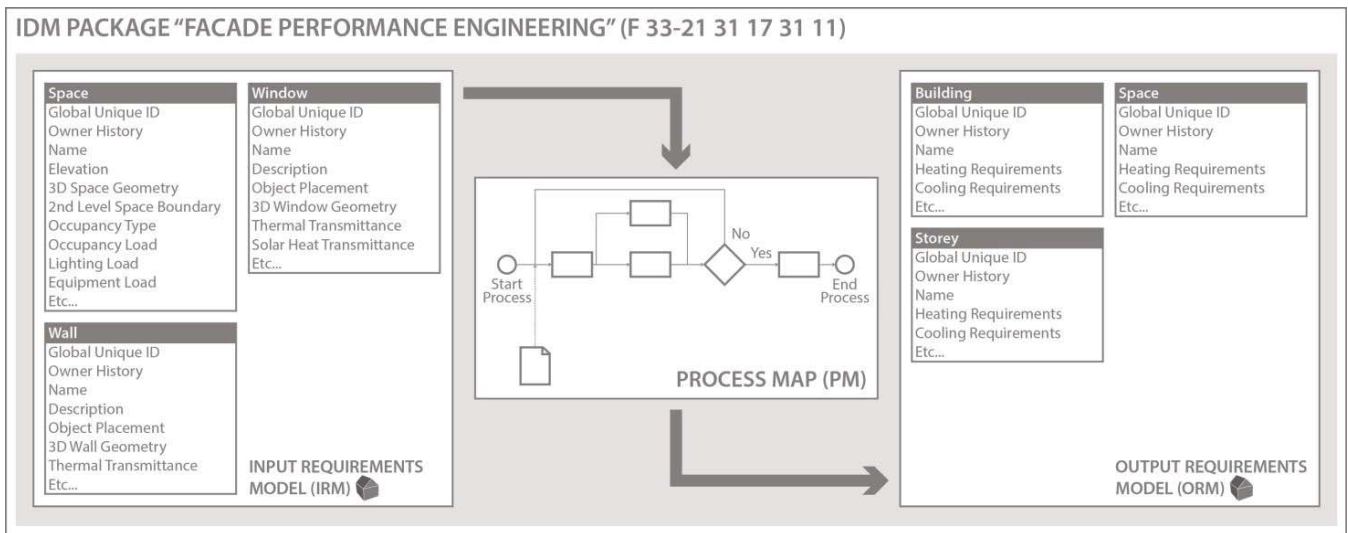 IDM PACKAGE “FACADE PERFORMANCE ENGINEERING” (F 33-21 31 17 31 11)
Space
Global Unique ID
Owner History
Name
Elevation
3D Space Geometry
2nd Level Space Boundary
Occupancy Type
Occupancy Load
Lighting Load
Equipment Load
Etc...
Window
Global Unique ID
Owner History
Name
Description
Object Placement
3D Window Geometry
Thermal Transmittance
Solar Heat Transmittance
Etc...
Wall
Global Unique ID
Owner History
Name
Description
Object Placement
3D Wall Geometry
Thermal Transmittance
Etc...
INPUT REQUIREMENTS
MODEL (IRM)
Start
Process
No
Yes
End
Process
PROCESS MAP (PM)
Building
Global Unique ID
Owner History
Name
Heating Requirements
Cooling Requirements
Etc...
Space
Global Unique ID
Owner History
Name
Heating Requirements
Cooling Requirements
Etc...
Storey
Global Unique ID
Owner History
Name
Heating Requirements
Cooling Requirements
Etc...
OUTPUT REQUIREMENTS
MODEL (ORM)